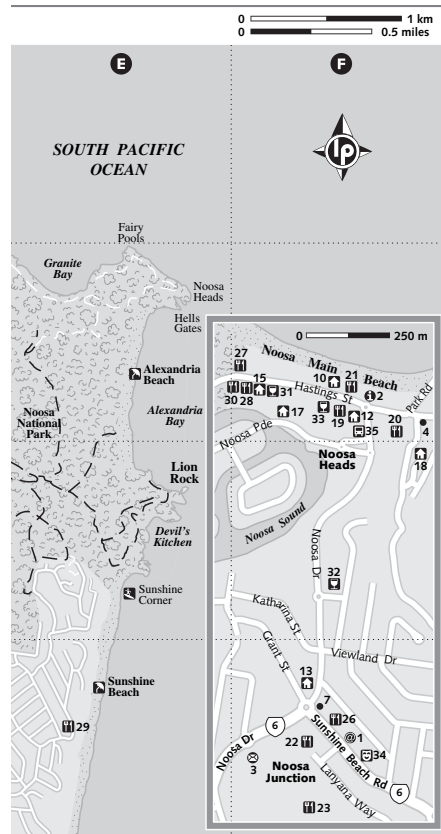 0 1 km
0 0.5 miles
E
F
SOUTH PACIFIC
OCEAN
lp
Fairy
Pools
Granite
Bay
Noosa
Heads
Hells
Gates
Alexandria
Beach
Alexandria
Bay
Noosa
National
Park
Lion
Rock
Devil's
Kitchen
Sunshine
Corner
Sunshine
Beach
29
0 250 m
Noosa Main Beach
27
15
10
21
Hastings St
2
Park Rd
30
28
31
17
33
19
12
20
35
4
18
Noosa Pde
Noosa
Heads
Noosa Sound
Noosa Dr
32
Katharina St
Grant St
Viewland Dr
13
7
26
@1
Sunshine Beach Rd
34
6
22
Noosa Dr
3
Noosa
Junction
Lanyana Way
6
23